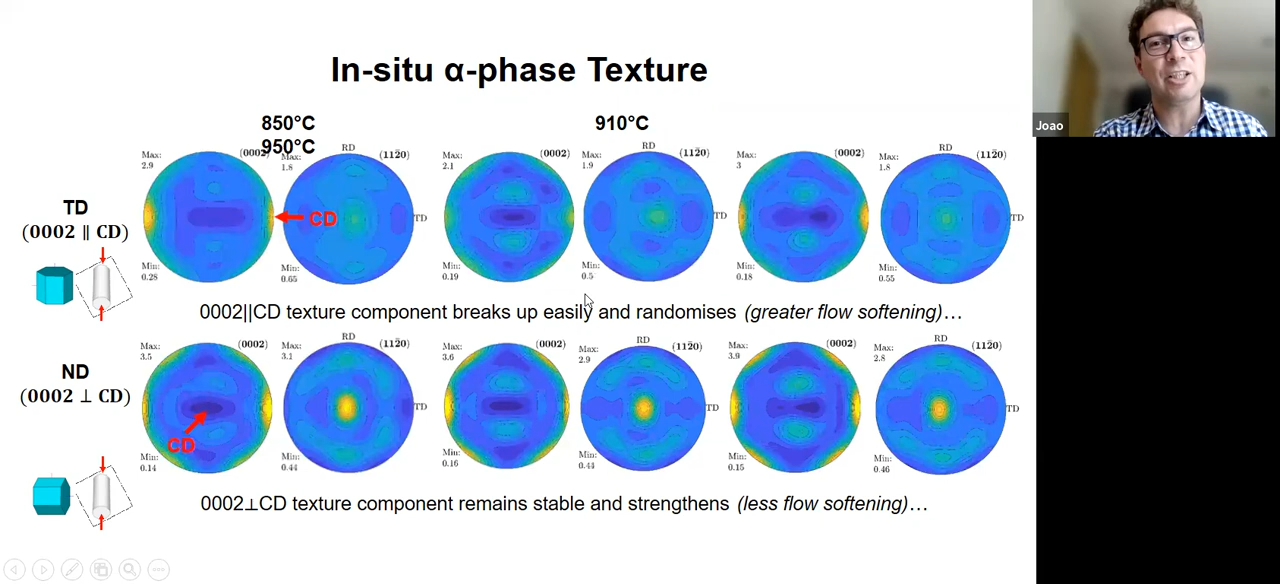 In-situ α-phase Texture
850°C
950°C
910°C
TD
(0002 ∥ CD)
Max:
2.9
(0002)
Min:
0.28
CD
Max:
1.8
RD
(112̅0)
TD
Min:
0.65
Max:
2.1
(0002)
Min:
0.19
Max:
1.9
RD
(112̅0)
TD
Min:
0.5
Max:
3
(0002)
Min:
0.18
Max:
1.8
RD
(112̅0)
TD
Min:
0.55
0002||CD texture component breaks up easily and randomises (greater flow softening)…
ND
(0002 ⊥ CD)
Max:
3.5
(0002)
CD
Min:
0.14
Max:
3.1
RD
(112̅0)
TD
Min:
0.44
Max:
3.6
(0002)
Min:
0.16
Max:
2.9
RD
(112̅0)
TD
Min:
0.44
Max:
3.9
(0002)
Min:
0.15
Max:
2.8
RD
(112̅0)
TD
Min:
0.46
0002⊥CD texture component remains stable and strengthens (less flow softening)…
Joao